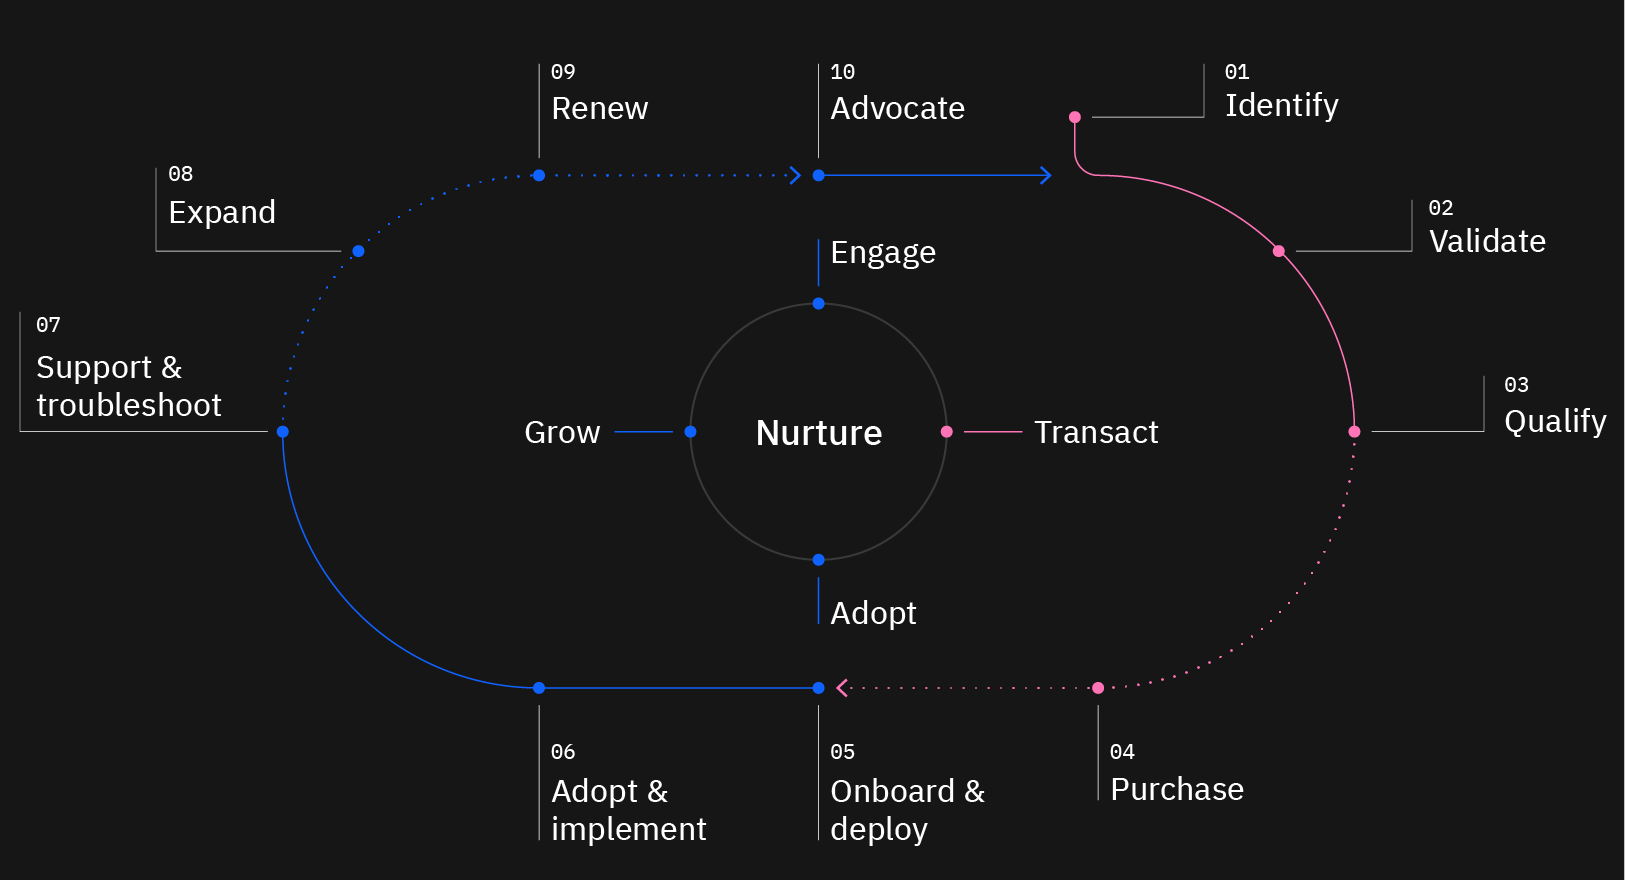 09
Renew
10
Advocate
01
Identify
08
Expand
02
Validate
Engage
07
Support &
troubleshoot
03
Qualify
Grow
Nurture
Transact
Adopt
06
Adopt &
implement
05
Onboard &
deploy
04
Purchase